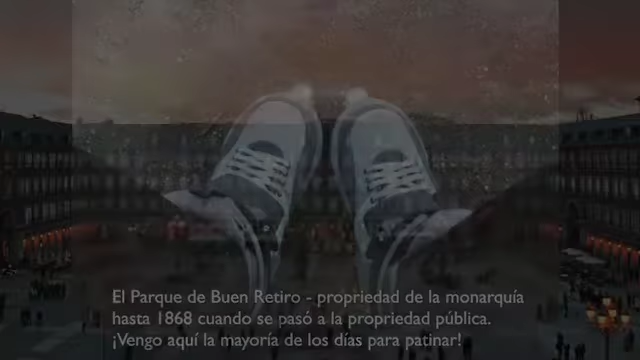 El Parque de Buen Retiro - propriedad de la monarquía
hasta 1868 cuando se pasó a la propriedad pública.
¡Vengo aquí la mayoría de los días para patinar!